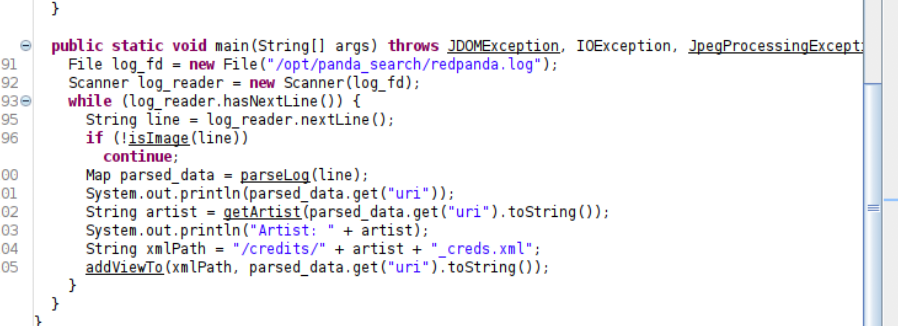 }
public static void main(String[] args) throws JDOMException, IOException, JpegProcessingExcept
91 File log_fd = new File("/opt/panda_search/redpanda.log");
92 Scanner log_reader = new Scanner(log_fd);
93 while (log_reader.hasNextLine()) {
95 String line = log_reader.nextLine();
96 if (!isImage(line))
continue;
00 Map parsed_data = parseLog(line);
01 System.out.println(parsed_data.get("uri"));
02 String artist = getArtist(parsed_data.get("uri").toString());
03 System.out.println("Artist: " + artist);
04 String xmlPath = "/credits/" + artist + "_creds.xml";
05 addViewTo(xmlPath, parsed_data.get("uri").toString());
}
}
}